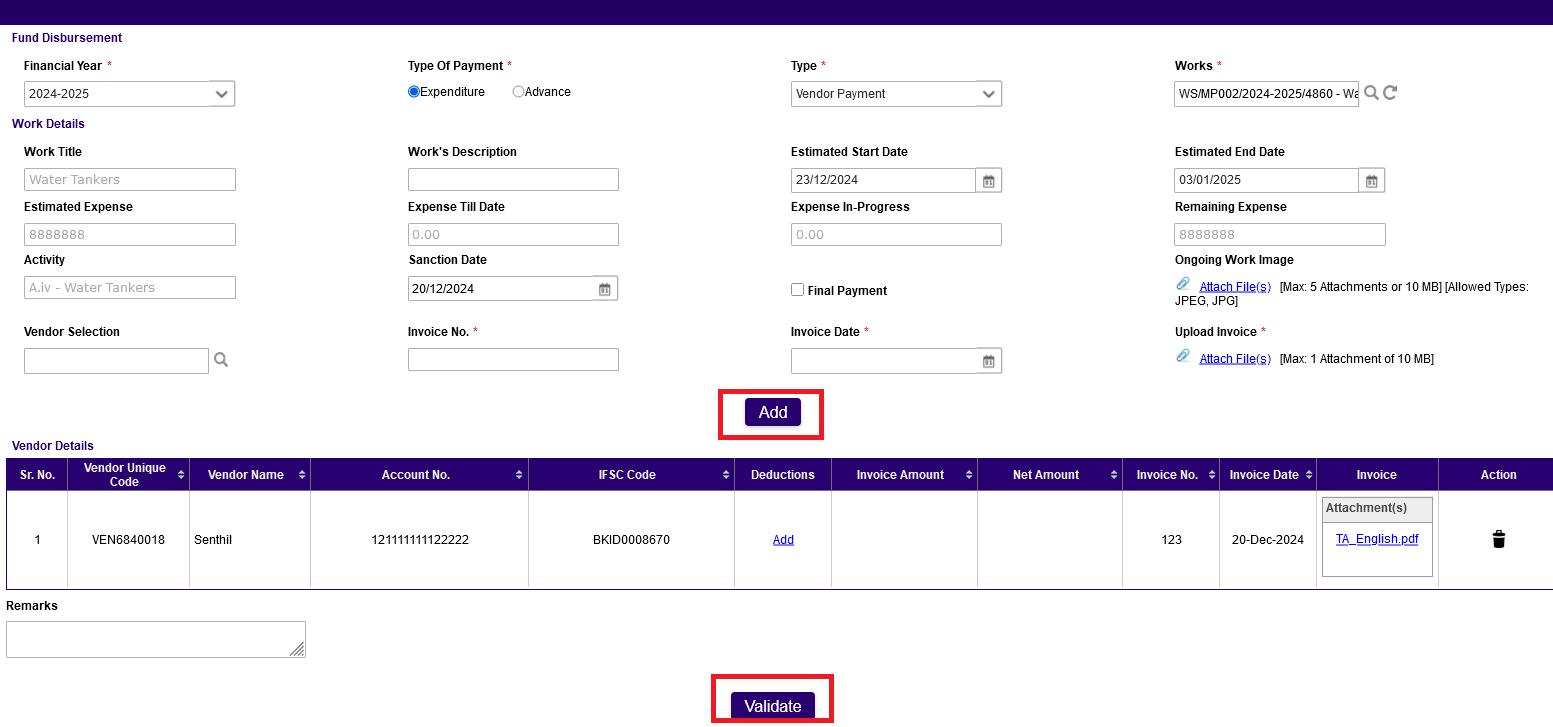 Fund Disbursement
Financial Year * Type Of Payment * Type * Works *
2024-2025 Expenditure Advance Vendor Payment WS/MP002/2024-2025/4860 - Wa
Work Details
Work Title Work's Description Estimated Start Date Estimated End Date
Water Tankers 23/12/2024 03/01/2025
Estimated Expense Expense Till Date Expense In-Progress Remaining Expense
8888888 0.00 0.00 8888888
Activity Sanction Date Ongoing Work Image
A.iv - Water Tankers 20/12/2024 Final Payment Attach File(s) [Max: 5 Attachments or 10 MB] [Allowed Types:
JPEG, JPG]
Vendor Selection Invoice No. * Invoice Date * Upload Invoice *
Attach File(s) [Max: 1 Attachment of 10 MB]
Add
Vendor Details
Sr. No. Vendor Unique Code Vendor Name Account No. IFSC Code Deductions Invoice Amount Net Amount Invoice No. Invoice Date Invoice Action
Attachment(s)
1 VEN6840018 Senthil 121111111122222 BKID0008670 Add 123 20-Dec-2024 TA_English.pdf
Remarks
Validate